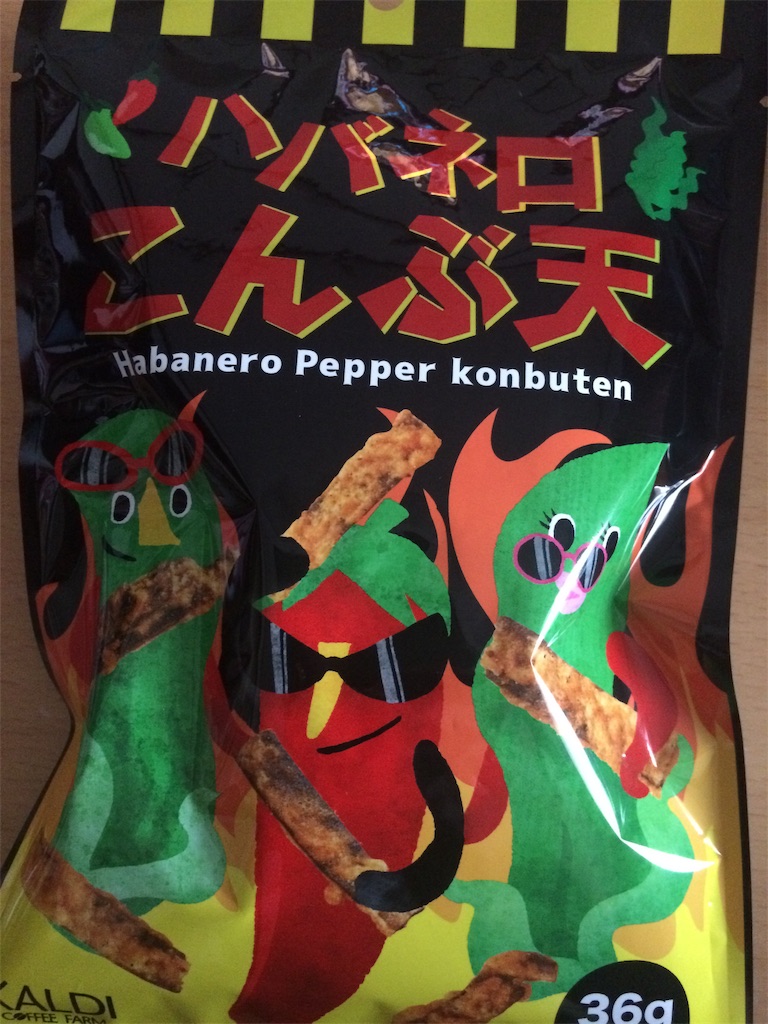 ハバネロ
こんぶ天
Habanero Pepper konbuten
KALDI
COFFEE FARM
36g